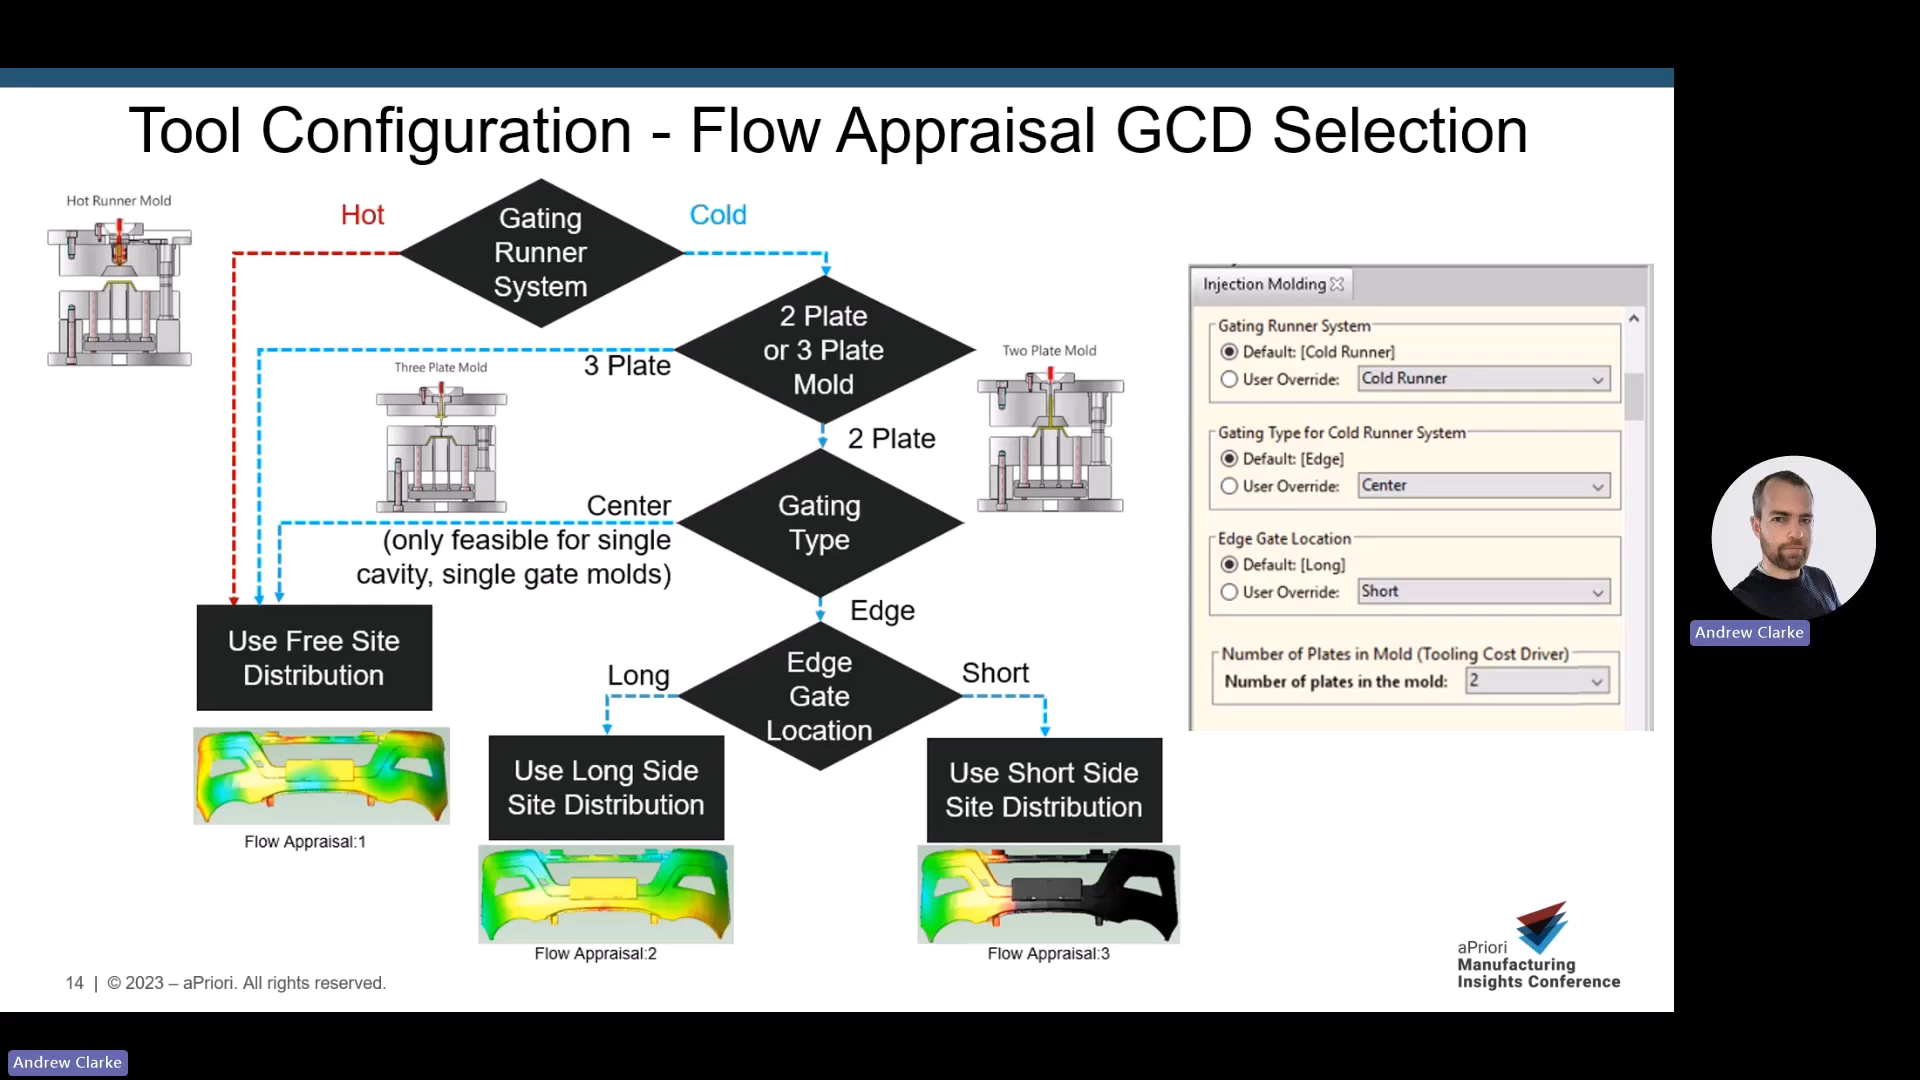 Tool Configuration - Flow Appraisal GCD Selection
Hot Runner Mold
Hot
Gating
Runner
System
Cold
2 Plate
or 3 Plate
Mold
3 Plate
Three Plate Mold
Two Plate Mold
2 Plate
Gating
Type
Center
(only feasible for single
cavity, single gate molds)
Edge
Use Free Site
Distribution
Flow Appraisal:1
Edge
Gate
Location
Long
Short
Use Long Side
Site Distribution
Flow Appraisal:2
Use Short Side
Site Distribution
Flow Appraisal:3
Injection Molding
Gating Runner System
Default: [Cold Runner]
User Override: Cold Runner
Gating Type for Cold Runner System
Default: [Edge]
User Override: Center
Edge Gate Location
Default: [Long]
User Override: Short
Number of Plates in Mold (Tooling Cost Driver)
Number of plates in the mold: 2
Andrew Clarke
aPriori
Manufacturing
Insights Conference
14 | © 2023 – aPriori. All rights reserved.
Andrew Clarke